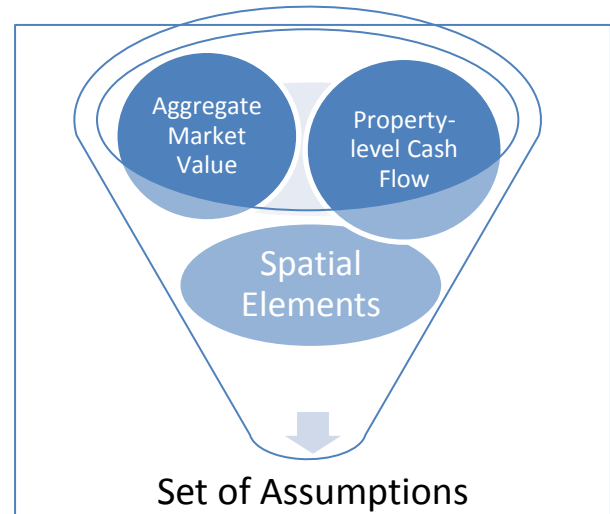 Aggregate
Market
Value
Property-
level Cash
Flow
Spatial
Elements
Set of Assumptions